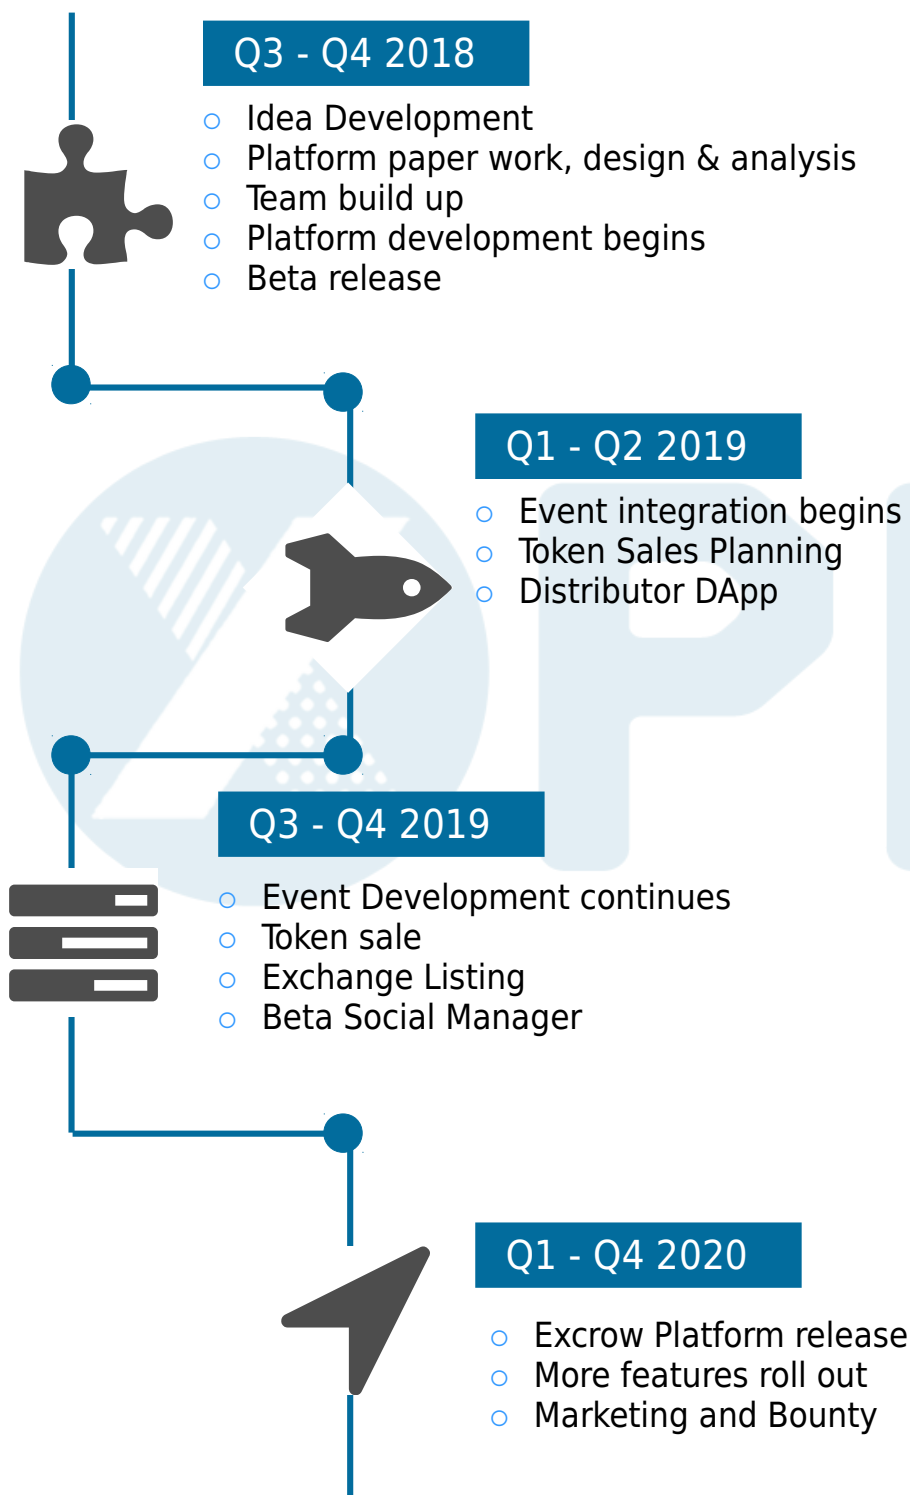 Q3 - Q4 2018
Idea Development
Platform paper work, design & analysis
Team build up
Platform development begins
Beta release
Q1 - Q2 2019
Event integration begins
Token Sales Planning
Distributor DApp
Q3 - Q4 2019
Event Development continues
Token sale
Exchange Listing
Beta Social Manager
Q1 - Q4 2020
Excrow Platform release
More features roll out
Marketing and Bounty